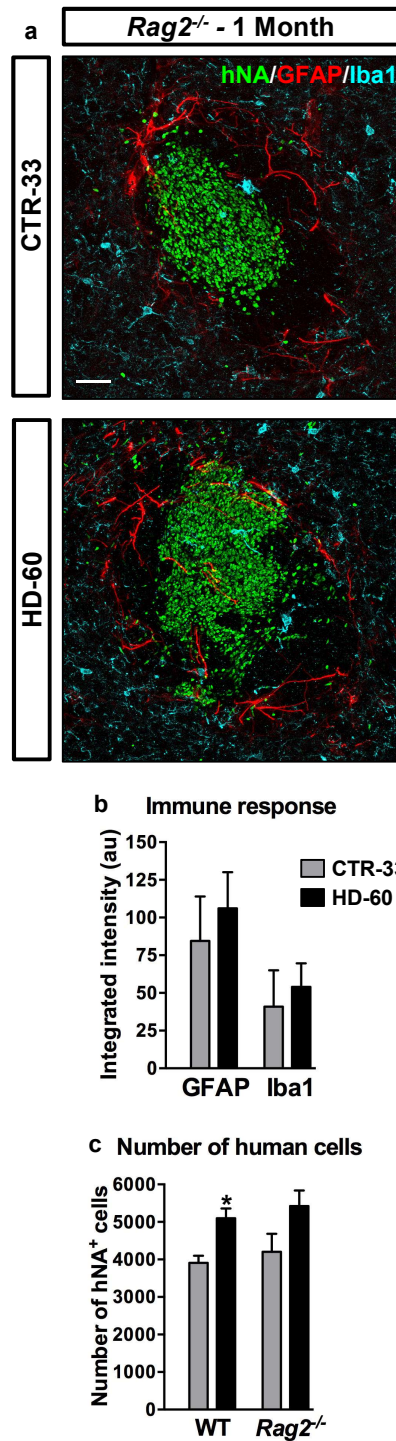 a
Rag2-/- - 1 Month
hNA/GFAP/Iba1
CTR-33
HD-60
b Immune response
Integrated intensity (au)
150
125
100
75
50
25
0
CTR-33
HD-60
GFAP Iba1
c Number of human cells
Number of hNA+ cells
6000
5000
4000
3000
2000
1000
0
*
WT Rag2-/-